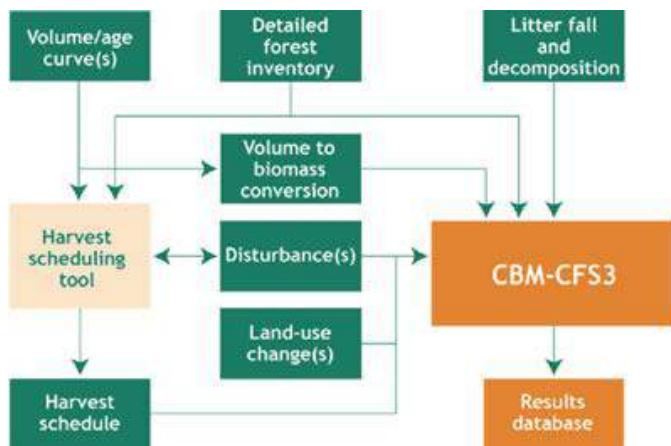 Volume/age
curve(s)
Detailed
forest
inventory
Litter fall
and
decomposition
Volume to
biomass
conversion
Harvest
scheduling
tool
Disturbance(s)
CBM-CFS3
Land-use
change(s)
Harvest
schedule
Results
database